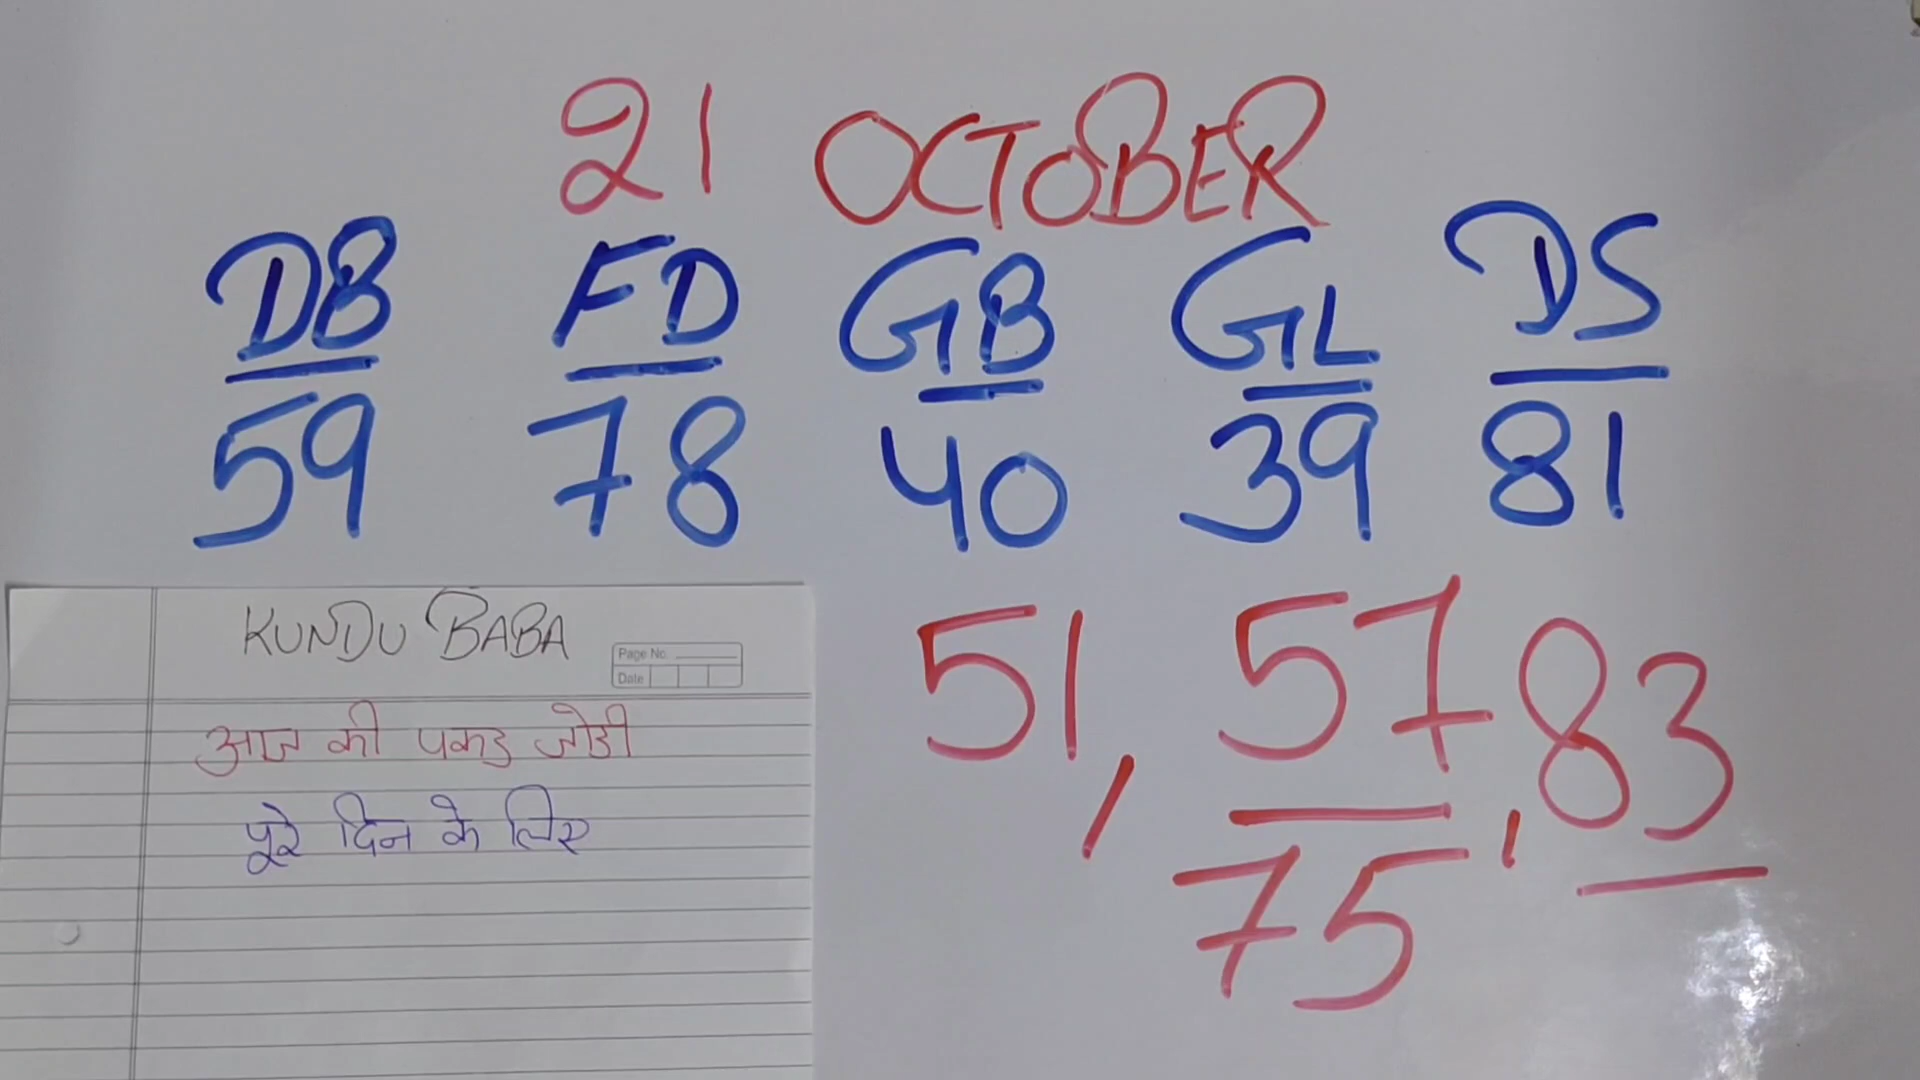 21 OCTOBER
DB FD GB GL DS
59 78 40 39 81
KUNDU BABA
Page No.
Date
आज की पकड जोडी
पूरे दिन के लिए
51, 57, 83
75